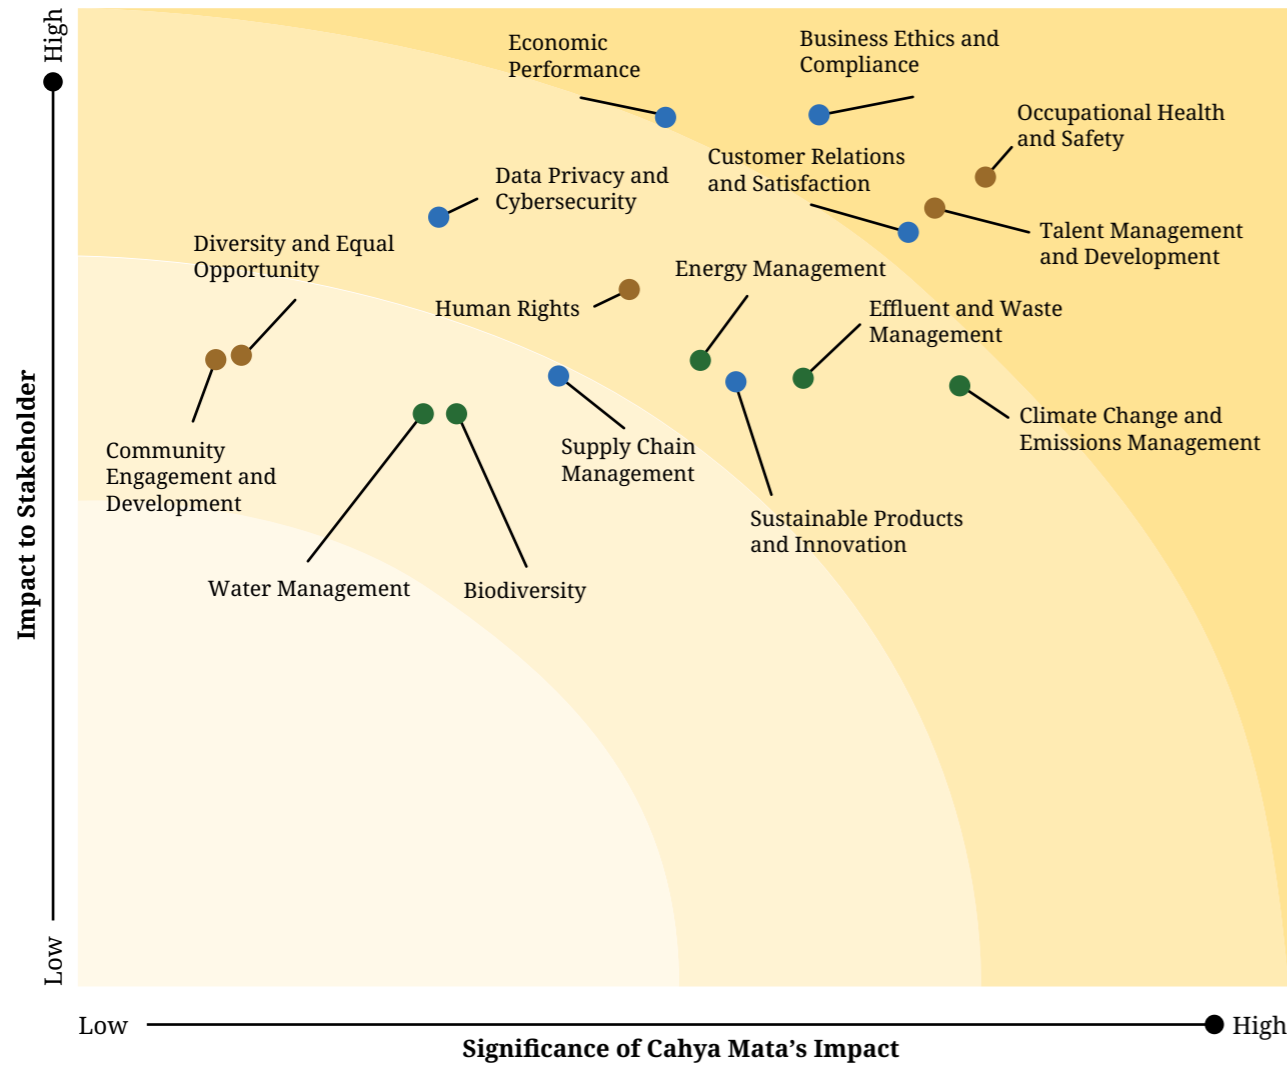 High
Economic
Performance
Business Ethics and
Compliance
Occupational Health
and Safety
Customer Relations
and Satisfaction
Data Privacy and
Cybersecurity
Talent Management
and Development
Diversity and Equal
Opportunity
Energy Management
Human Rights
Effluent and Waste
Management
Impact to Stakeholder
Climate Change and
Emissions Management
Community
Engagement and
Development
Supply Chain
Management
Sustainable Products
and Innovation
Water Management
Biodiversity
Low
Low
High
Significance of Cahya Mata’s Impact